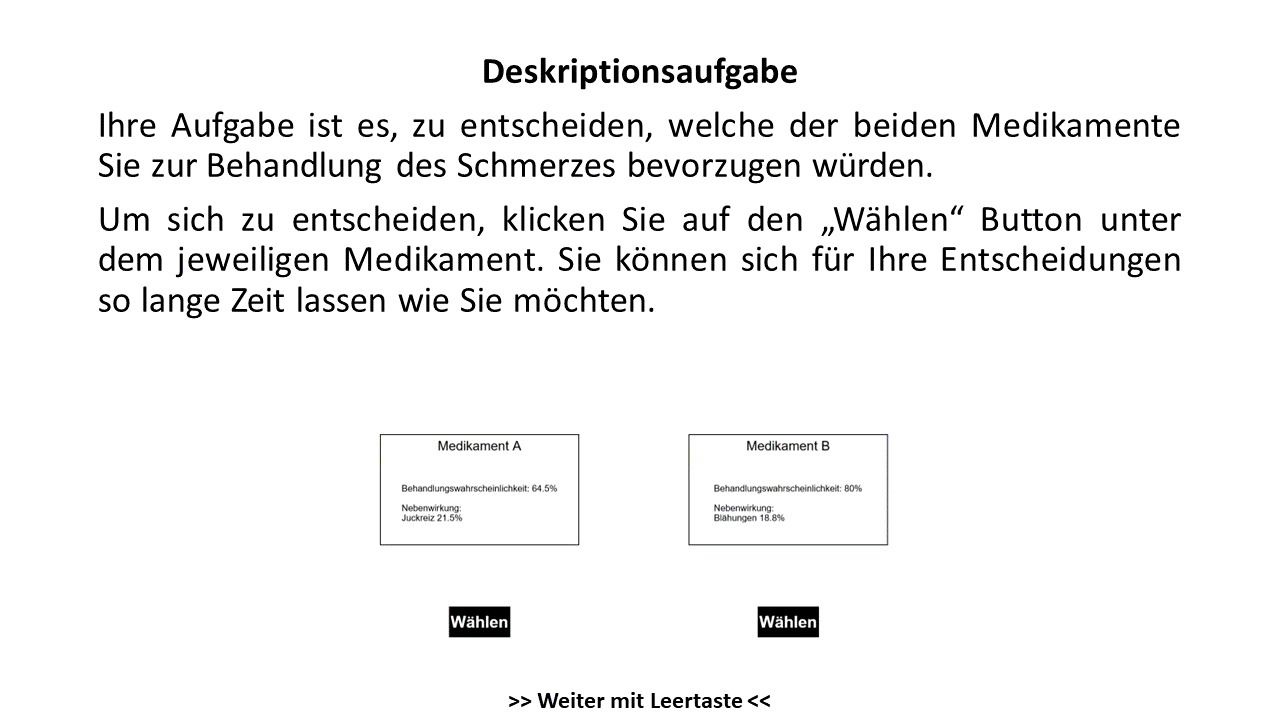 Deskriptionsaufgabe
Ihre Aufgabe ist es, zu entscheiden, welche der beiden Medikamente
Sie zur Behandlung des Schmerzes bevorzugen würden.
Um sich zu entscheiden, klicken Sie auf den „Wählen“ Button unter
dem jeweiligen Medikament. Sie können sich für Ihre Entscheidungen
so lange Zeit lassen wie Sie möchten.
Medikament A
Behandlungswahrscheinlichkeit: 64.5%
Nebenwirkung:
Juckreiz 21.5%
Medikament B
Behandlungswahrscheinlichkeit: 80%
Nebenwirkung:
Blähungen 18.8%
Wählen
Wählen
>> Weiter mit Leertaste <<